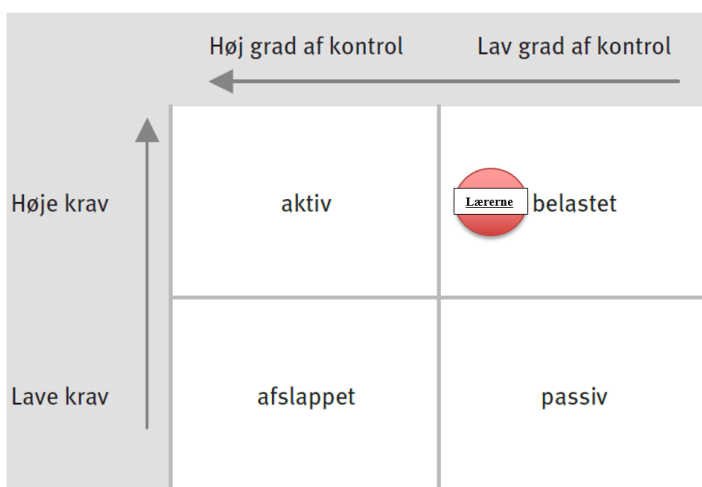 Høj grad af kontrol
Lav grad af kontrol
Høje krav
aktiv
Lærerne
belastet
Lave krav
afslappet
passiv